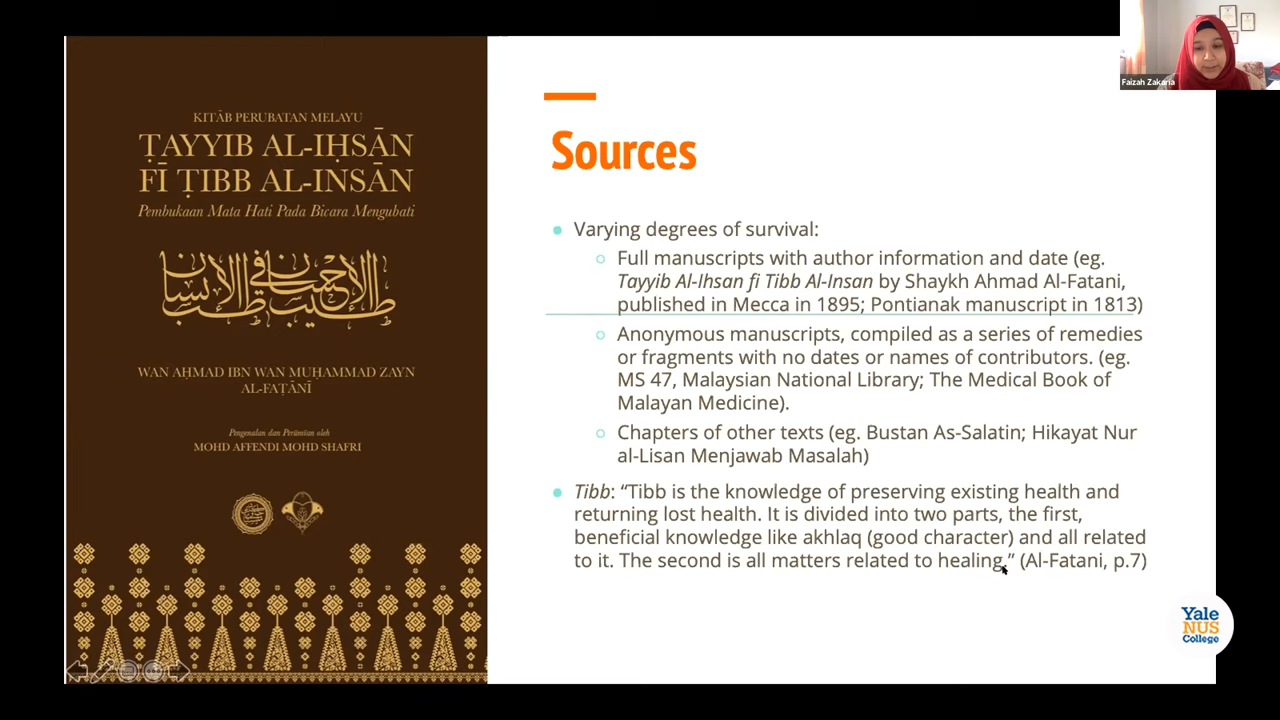 KITĀB PERUBATAN MELAYU
ṬAYYIB AL-IḤSĀN
FĪ ṬIBB AL-INSĀN
Pembukaan Mata Hati Pada Bicara Mengubati
طيب الإحسان في طب الإنسان
WAN AḤMAD IBN WAN MUḤAMMAD ZAYN
AL-FAṬĀNĪ
Pengenalan dan Perumian oleh
MOHD AFFENDI MOHD SHAFRI
Sources
Varying degrees of survival:
Full manuscripts with author information and date (eg.
Tayyib Al-Ihsan fi Tibb Al-Insan by Shaykh Ahmad Al-Fatani,
published in Mecca in 1895; Pontianak manuscript in 1813)
Anonymous manuscripts, compiled as a series of remedies
or fragments with no dates or names of contributors. (eg.
MS 47, Malaysian National Library; The Medical Book of
Malayan Medicine).
Chapters of other texts (eg. Bustan As-Salatin; Hikayat Nur
al-Lisan Menjawab Masalah)
Tibb: “Tibb is the knowledge of preserving existing health and
returning lost health. It is divided into two parts, the first,
beneficial knowledge like akhlaq (good character) and all related
to it. The second is all matters related to healing.” (Al-Fatani, p.7)
Yale
NUS
College
Faizah Zakaria